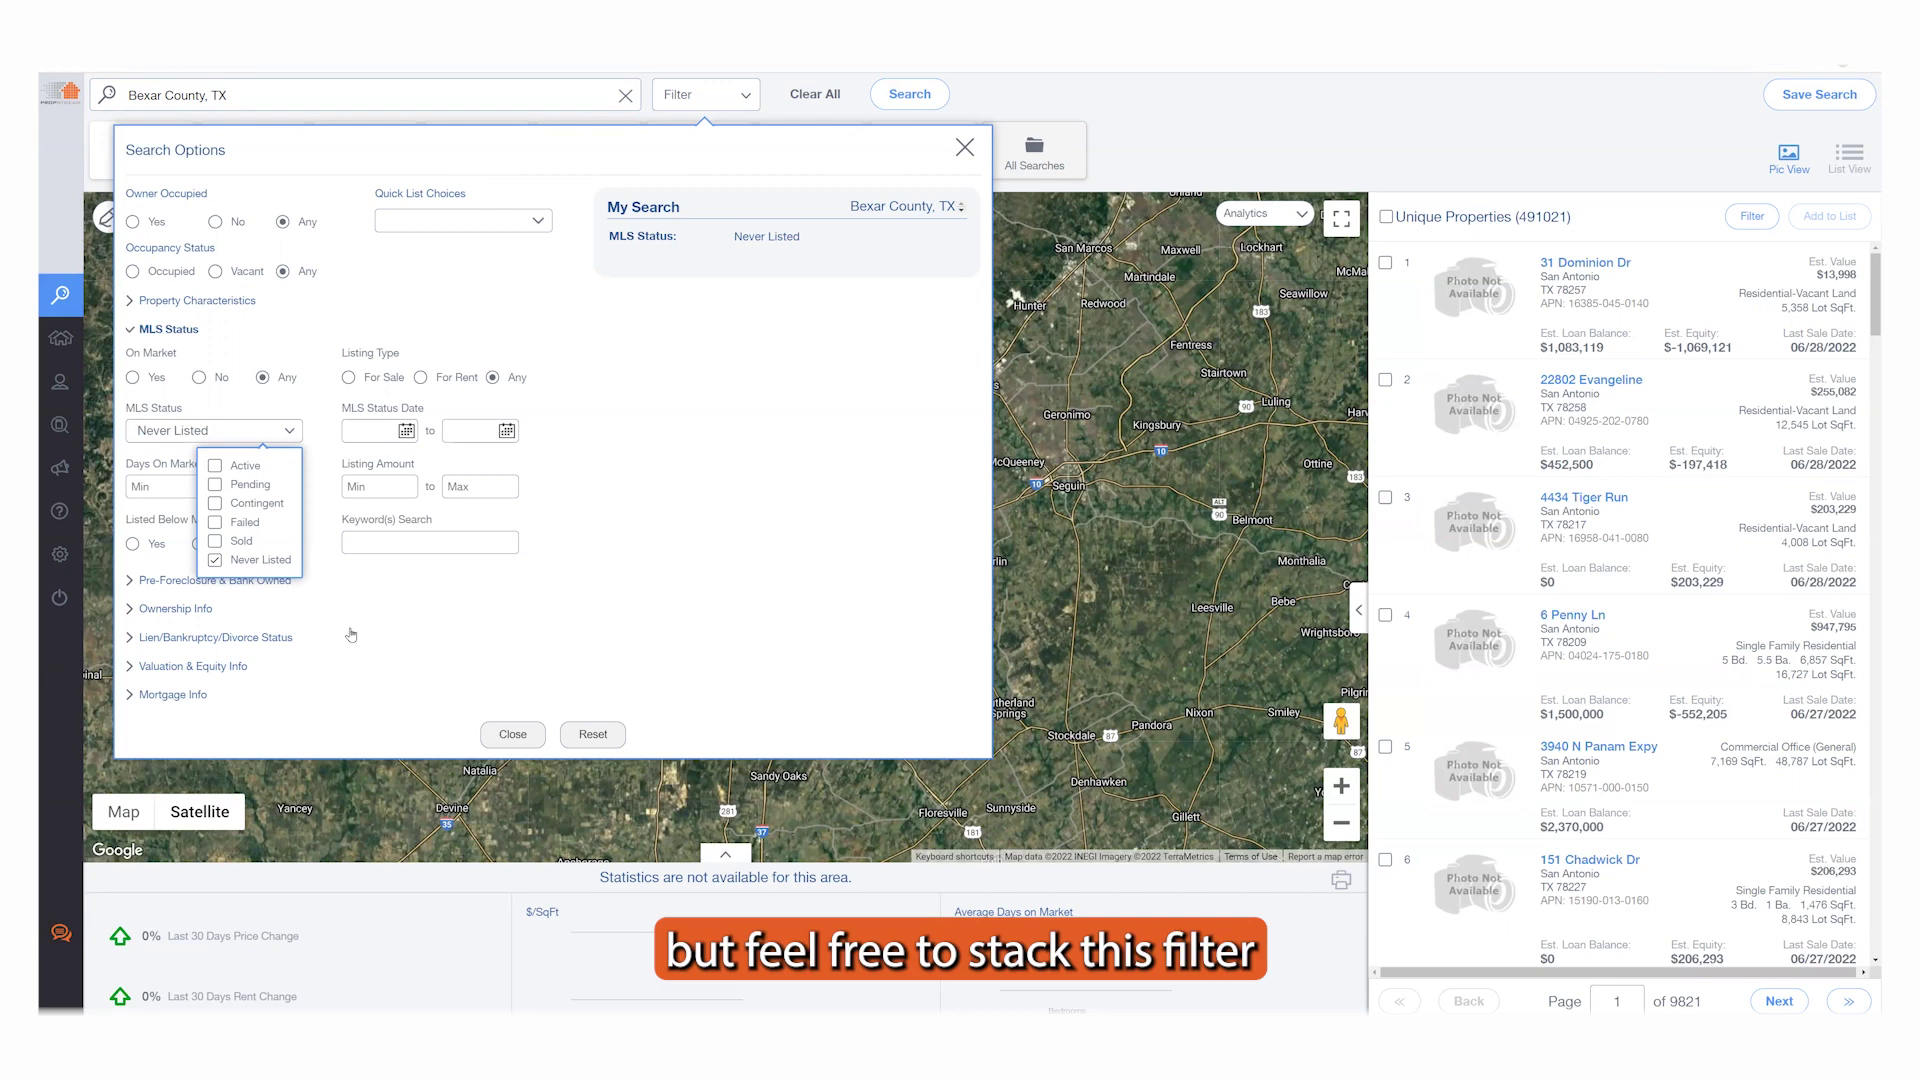 PROPSTREAM
Bexar County, TX
Filter
Clear All
Search
Save Search
All Searches
Pic View
List View
Search Options
Owner Occupied
Yes
No
Any
Occupancy Status
Occupied
Vacant
Any
Quick List Choices
My Search
Bexar County, TX
MLS Status:
Never Listed
Property Characteristics
MLS Status
On Market
Yes
No
Any
Listing Type
For Sale
For Rent
Any
MLS Status
Never Listed
MLS Status Date
to
Active
Pending
Contingent
Failed
Sold
Never Listed
Days On Marke
Min
Listing Amount
Min
to
Max
Listed Below M
Yes
Keyword(s) Search
Pre-Foreclosure & Bank Owned
Ownership Info
Lien/Bankruptcy/Divorce Status
Valuation & Equity Info
Mortgage Info
Close
Reset
Analytics
San Marcos
Maxwell
Lockhart
McMa
Martindale
Hunter
Redwood
Seawillow
183
Fentress
Stairtown
90
Luling
Geronimo
Kingsbury
Harv
10
McQueeney
Ottine
183
10
Seguin
ALT
90
Belmont
rlin
Monthalia
Leesville
Bebe
Wrightsbo
inal
Pilgri
therland
Springs
Nixon
Smiley
Pandora
Stockdale
87
87
Denhawken
Natalia
Sandy Oaks
Yancey
Devine
35
281
37
Floresville
Sunnyside
181
Gillett
Map
Satellite
Google
Keyboard shortcuts
Map data ©2022 INEGI Imagery ©2022 TerraMetrics
Terms of Use
Report a map error
Statistics are not available for this area.
0% Last 30 Days Price Change
0% Last 30 Days Rent Change
$/SqFt
Average Days on Market
Bedrooms
but feel free to stack this filter
Unique Properties (491021)
Filter
Add to List
1
Photo Not
Available
31 Dominion Dr
San Antonio
TX 78257
APN: 16385-045-0140
Est. Value
$13,998
Residential-Vacant Land
5,358 Lot SqFt.
Est. Loan Balance:
$1,083,119
Est. Equity:
$-1,069,121
Last Sale Date:
06/28/2022
2
Photo Not
Available
22802 Evangeline
San Antonio
TX 78258
APN: 04925-202-0780
Est. Value
$255,082
Residential-Vacant Land
12,545 Lot SqFt.
Est. Loan Balance:
$452,500
Est. Equity:
$-197,418
Last Sale Date:
06/28/2022
3
Photo Not
Available
4434 Tiger Run
San Antonio
TX 78217
APN: 16958-041-0080
Est. Value
$203,229
Residential-Vacant Land
4,008 Lot SqFt.
Est. Loan Balance:
$0
Est. Equity:
$203,229
Last Sale Date:
06/28/2022
4
Photo Not
Available
6 Penny Ln
San Antonio
TX 78209
APN: 04024-175-0180
Est. Value
$947,795
Single Family Residential
5 Bd. 5.5 Ba. 6,857 SqFt.
16,727 Lot SqFt.
Est. Loan Balance:
$1,500,000
Est. Equity:
$-552,205
Last Sale Date:
06/27/2022
5
Photo Not
Available
3940 N Panam Expy
San Antonio
TX 78219
APN: 10571-000-0150
Commercial Office (General)
7,169 SqFt. 48,787 Lot SqFt.
Est. Loan Balance:
$2,370,000
Last Sale Date:
06/27/2022
6
Photo Not
Available
151 Chadwick Dr
San Antonio
TX 78227
APN: 15190-013-0160
Est. Value
$206,293
Single Family Residential
3 Bd. 1 Ba. 1,476 SqFt.
8,843 Lot SqFt.
Est. Loan Balance:
$0
Est. Equity:
$206,293
Last Sale Date:
06/27/2022
Back
Page
1
of 9821
Next